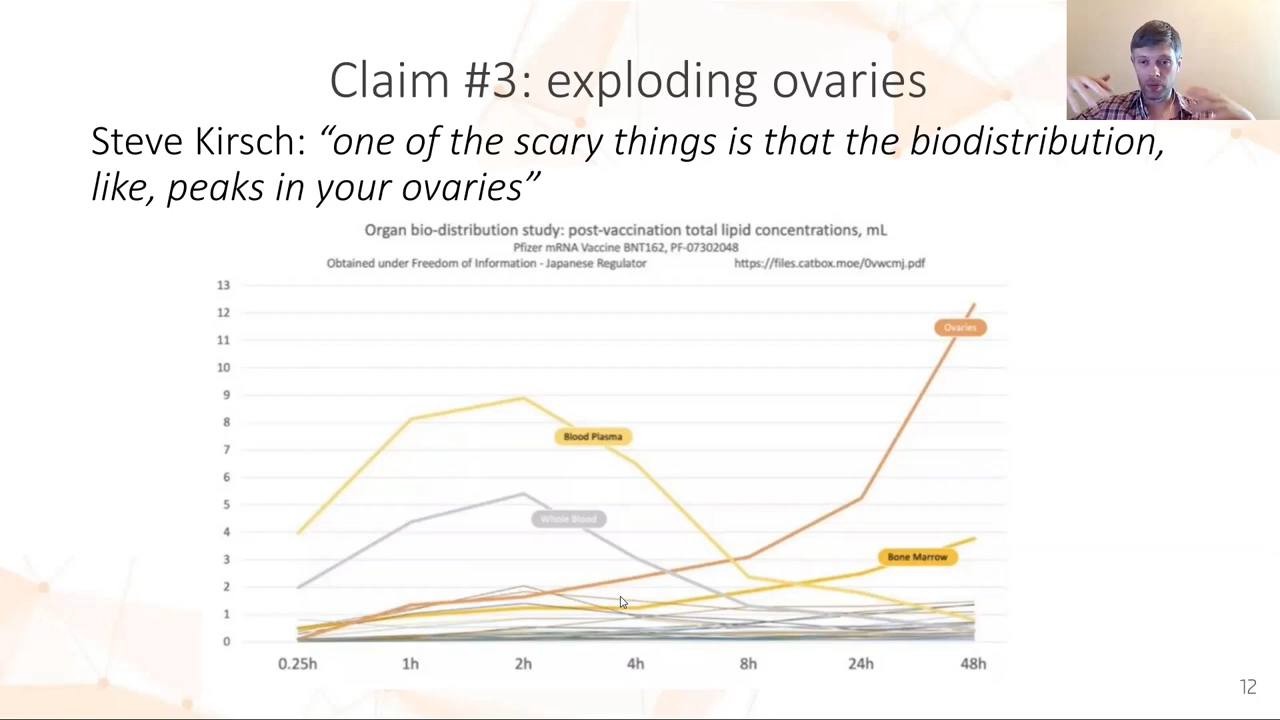 Claim #3: exploding ovaries
Steve Kirsch: “one of the scary things is that the biodistribution,
like, peaks in your ovaries”
Organ bio-distribution study: post-vaccination total lipid concentrations, mL
Pfizer mRNA Vaccine BNT162, PF-07302048
Obtained under Freedom of Information - Japanese Regulator https://files.catbox.moe/0vwcmj.pdf
13
12
Ovaries
11
10
9
8
Blood Plasma
7
6
5
Whole Blood
4
3
Bone Marrow
2
1
0
0.25h 1h 2h 4h 8h 24h 48h
12